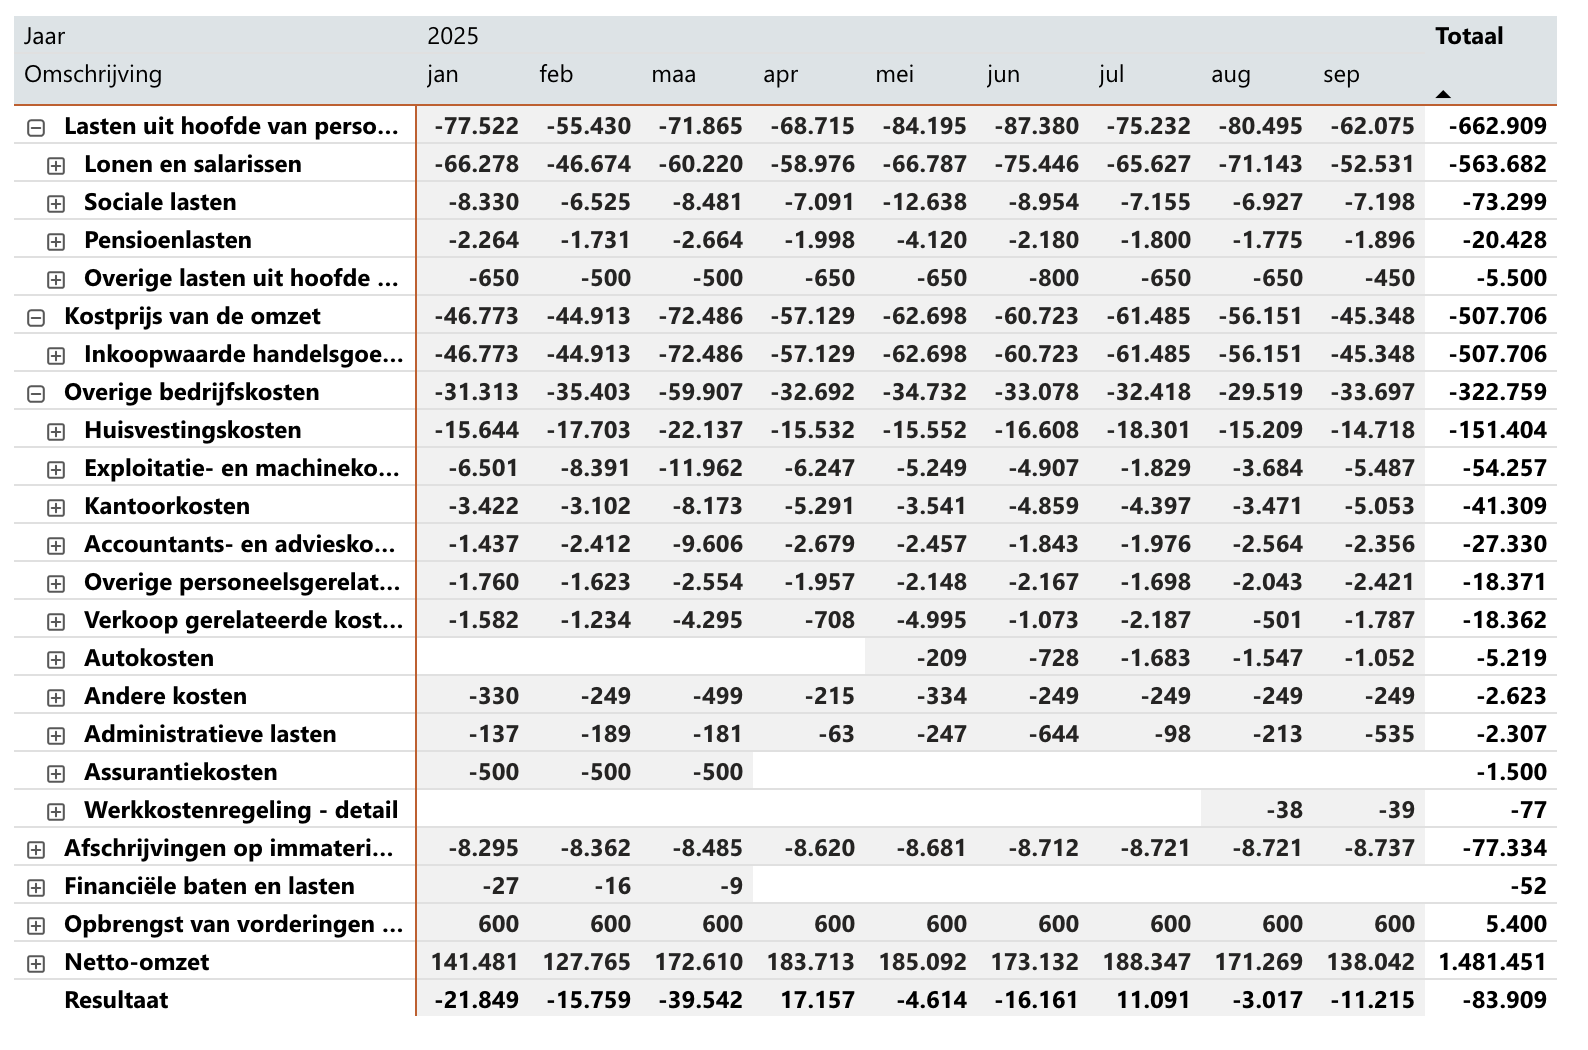 Jaar 2025 Totaal
Omschrijving jan feb maa apr mei jun jul aug sep
Lasten uit hoofde van perso... -77.522 -55.430 -71.865 -68.715 -84.195 -87.380 -75.232 -80.495 -62.075 -662.909
Lonen en salarissen -66.278 -46.674 -60.220 -58.976 -66.787 -75.446 -65.627 -71.143 -52.531 -563.682
Sociale lasten -8.330 -6.525 -8.481 -7.091 -12.638 -8.954 -7.155 -6.927 -7.198 -73.299
Pensioenlasten -2.264 -1.731 -2.664 -1.998 -4.120 -2.180 -1.800 -1.775 -1.896 -20.428
Overige lasten uit hoofde ... -650 -500 -500 -650 -650 -800 -650 -650 -450 -5.500
Kostprijs van de omzet -46.773 -44.913 -72.486 -57.129 -62.698 -60.723 -61.485 -56.151 -45.348 -507.706
Inkoopwaarde handelsgoe... -46.773 -44.913 -72.486 -57.129 -62.698 -60.723 -61.485 -56.151 -45.348 -507.706
Overige bedrijfskosten -31.313 -35.403 -59.907 -32.692 -34.732 -33.078 -32.418 -29.519 -33.697 -322.759
Huisvestingskosten -15.644 -17.703 -22.137 -15.532 -15.552 -16.608 -18.301 -15.209 -14.718 -151.404
Exploitatie- en machineko... -6.501 -8.391 -11.962 -6.247 -5.249 -4.907 -1.829 -3.684 -5.487 -54.257
Kantoorkosten -3.422 -3.102 -8.173 -5.291 -3.541 -4.859 -4.397 -3.471 -5.053 -41.309
Accountants- en adviesko... -1.437 -2.412 -9.606 -2.679 -2.457 -1.843 -1.976 -2.564 -2.356 -27.330
Overige personeelsgerelat... -1.760 -1.623 -2.554 -1.957 -2.148 -2.167 -1.698 -2.043 -2.421 -18.371
Verkoop gerelateerde kost... -1.582 -1.234 -4.295 -708 -4.995 -1.073 -2.187 -501 -1.787 -18.362
Autokosten -209 -728 -1.683 -1.547 -1.052 -5.219
Andere kosten -330 -249 -499 -215 -334 -249 -249 -249 -249 -2.623
Administratieve lasten -137 -189 -181 -63 -247 -644 -98 -213 -535 -2.307
Assurantiekosten -500 -500 -500 -1.500
Werkkostenregeling - detail -38 -39 -77
Afschrijvingen op immateri... -8.295 -8.362 -8.485 -8.620 -8.681 -8.712 -8.721 -8.721 -8.737 -77.334
Financiële baten en lasten -27 -16 -9 -52
Opbrengst van vorderingen ... 600 600 600 600 600 600 600 600 600 5.400
Netto-omzet 141.481 127.765 172.610 183.713 185.092 173.132 188.347 171.269 138.042 1.481.451
Resultaat -21.849 -15.759 -39.542 17.157 -4.614 -16.161 11.091 -3.017 -11.215 -83.909